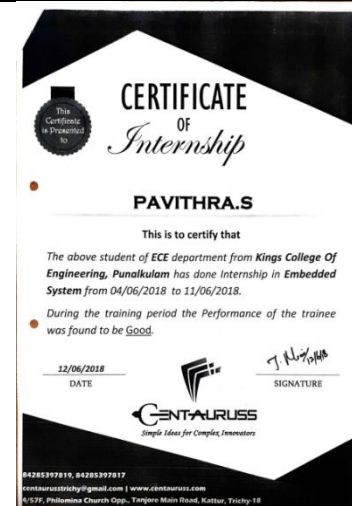 CERTIFICATE
OF
Internship
This
Certificate
is Presented
to
PAVITHRA.S
This is to certify that
The above student of ECE department from Kings College Of
Engineering, Punalkulam has done Internship in Embedded
System from 04/06/2018 to 11/06/2018.
During the training period the Performance of the trainee
was found to be Good.
12/06/2018
DATE
12/6/18
SIGNATURE
CENTAURUSS
Simple Ideas for Complex Innovators
84285397819, 84285397817
centaurusstrichy@gmail.com | www.centauruss.com
4/57F, Philomina Church Opp., Tanjore Main Road, Kattur, Trichy-18